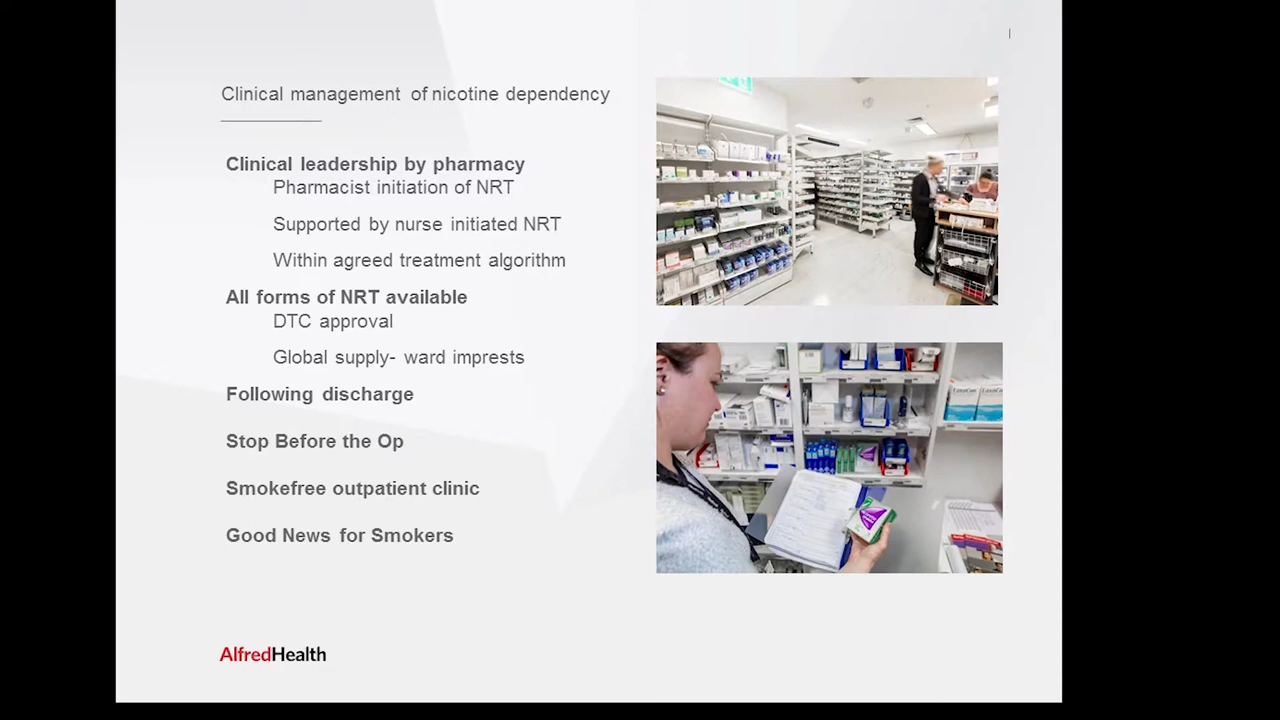 Clinical management of nicotine dependency
Clinical leadership by pharmacy
Pharmacist initiation of NRT
Supported by nurse initiated NRT
Within agreed treatment algorithm
All forms of NRT available
DTC approval
Global supply- ward imprests
Following discharge
Stop Before the Op
Smokefree outpatient clinic
Good News for Smokers
AlfredHealth